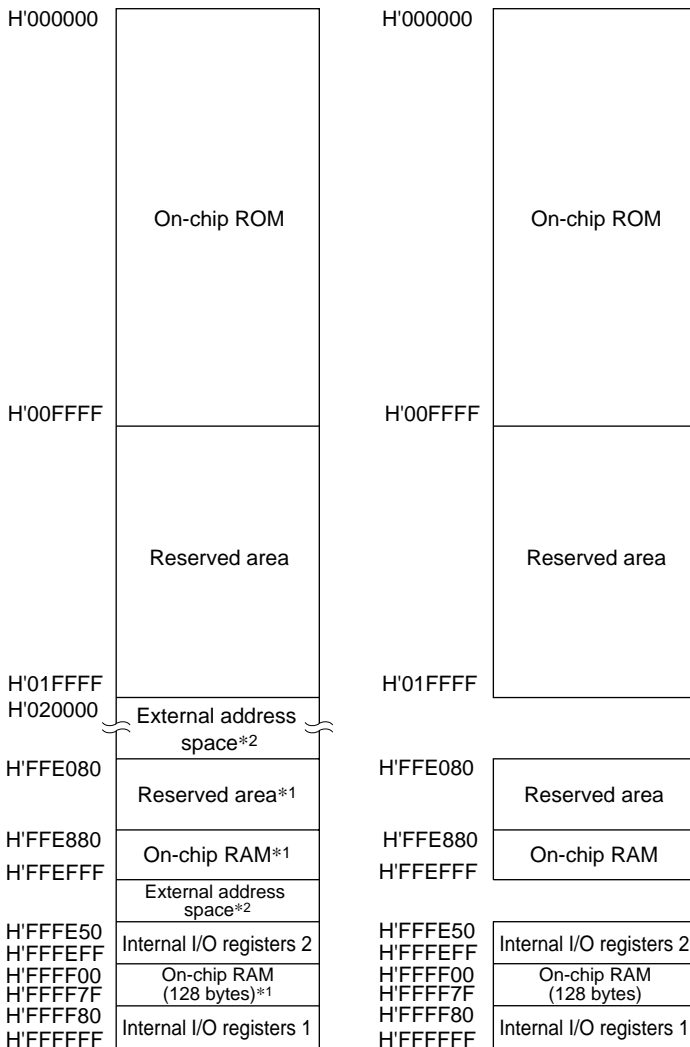 H'000000
On-chip ROM
H'00FFFF
Reserved area
H'01FFFF
H'020000
External address
space*2
H'FFE080
Reserved area*1
H'FFE880
On-chip RAM*1
H'FFEFFF
External address
space*2
H'FFFE50
Internal I/O registers 2
H'FFFEFF
H'FFFF00
On-chip RAM
(128 bytes)*1
H'FFFF7F
H'FFFF80
Internal I/O registers 1
H'FFFFFF
H'000000
On-chip ROM
H'00FFFF
Reserved area
H'01FFFF
H'FFE080
Reserved area
H'FFE880
On-chip RAM
H'FFEFFF
H'FFFE50
Internal I/O registers 2
H'FFFEFF
H'FFFF00
On-chip RAM
(128 bytes)
H'FFFF7F
H'FFFF80
Internal I/O registers 1
H'FFFFFF